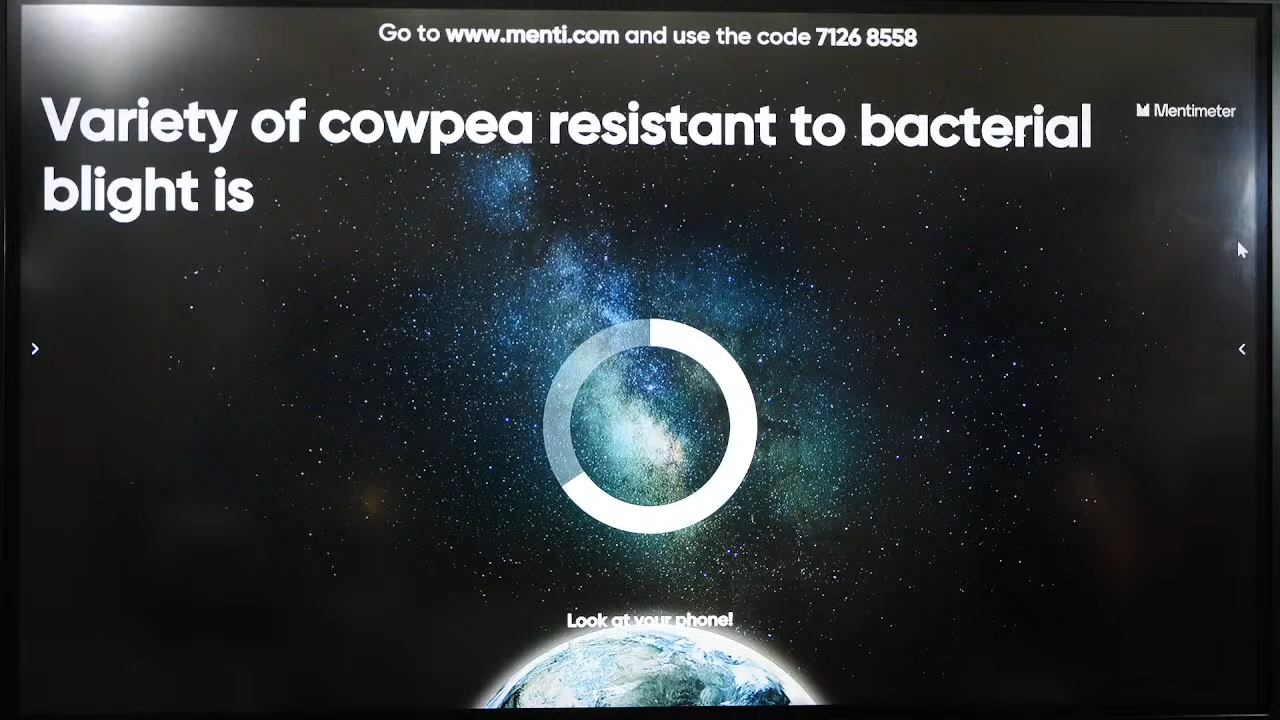 Go to www.menti.com and use the code 7126 8558
Mentimeter
Variety of cowpea resistant to bacterial
blight is
Look at your phone!